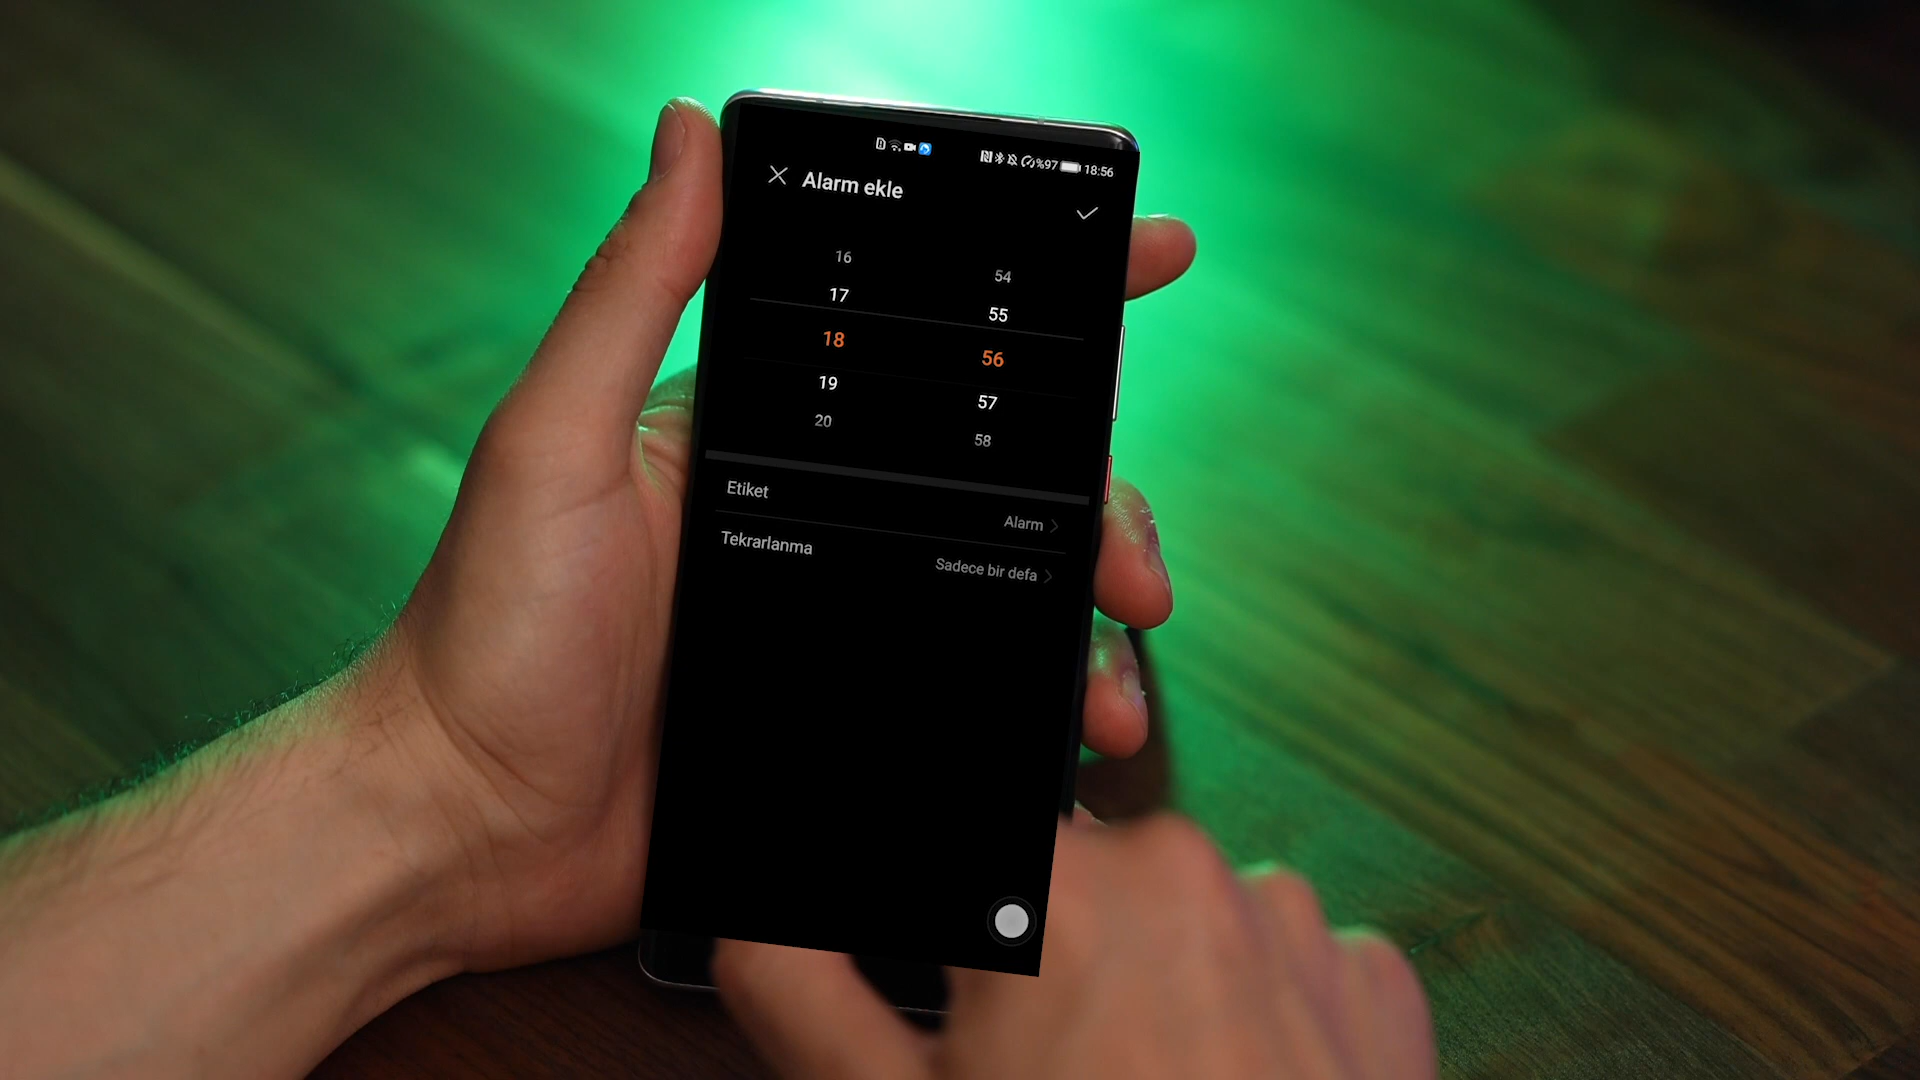 %97 18:56
Alarm ekle
16 54
17 55
18 56
19 57
20 58
Etiket Alarm
Tekrarlanma Sadece bir defa